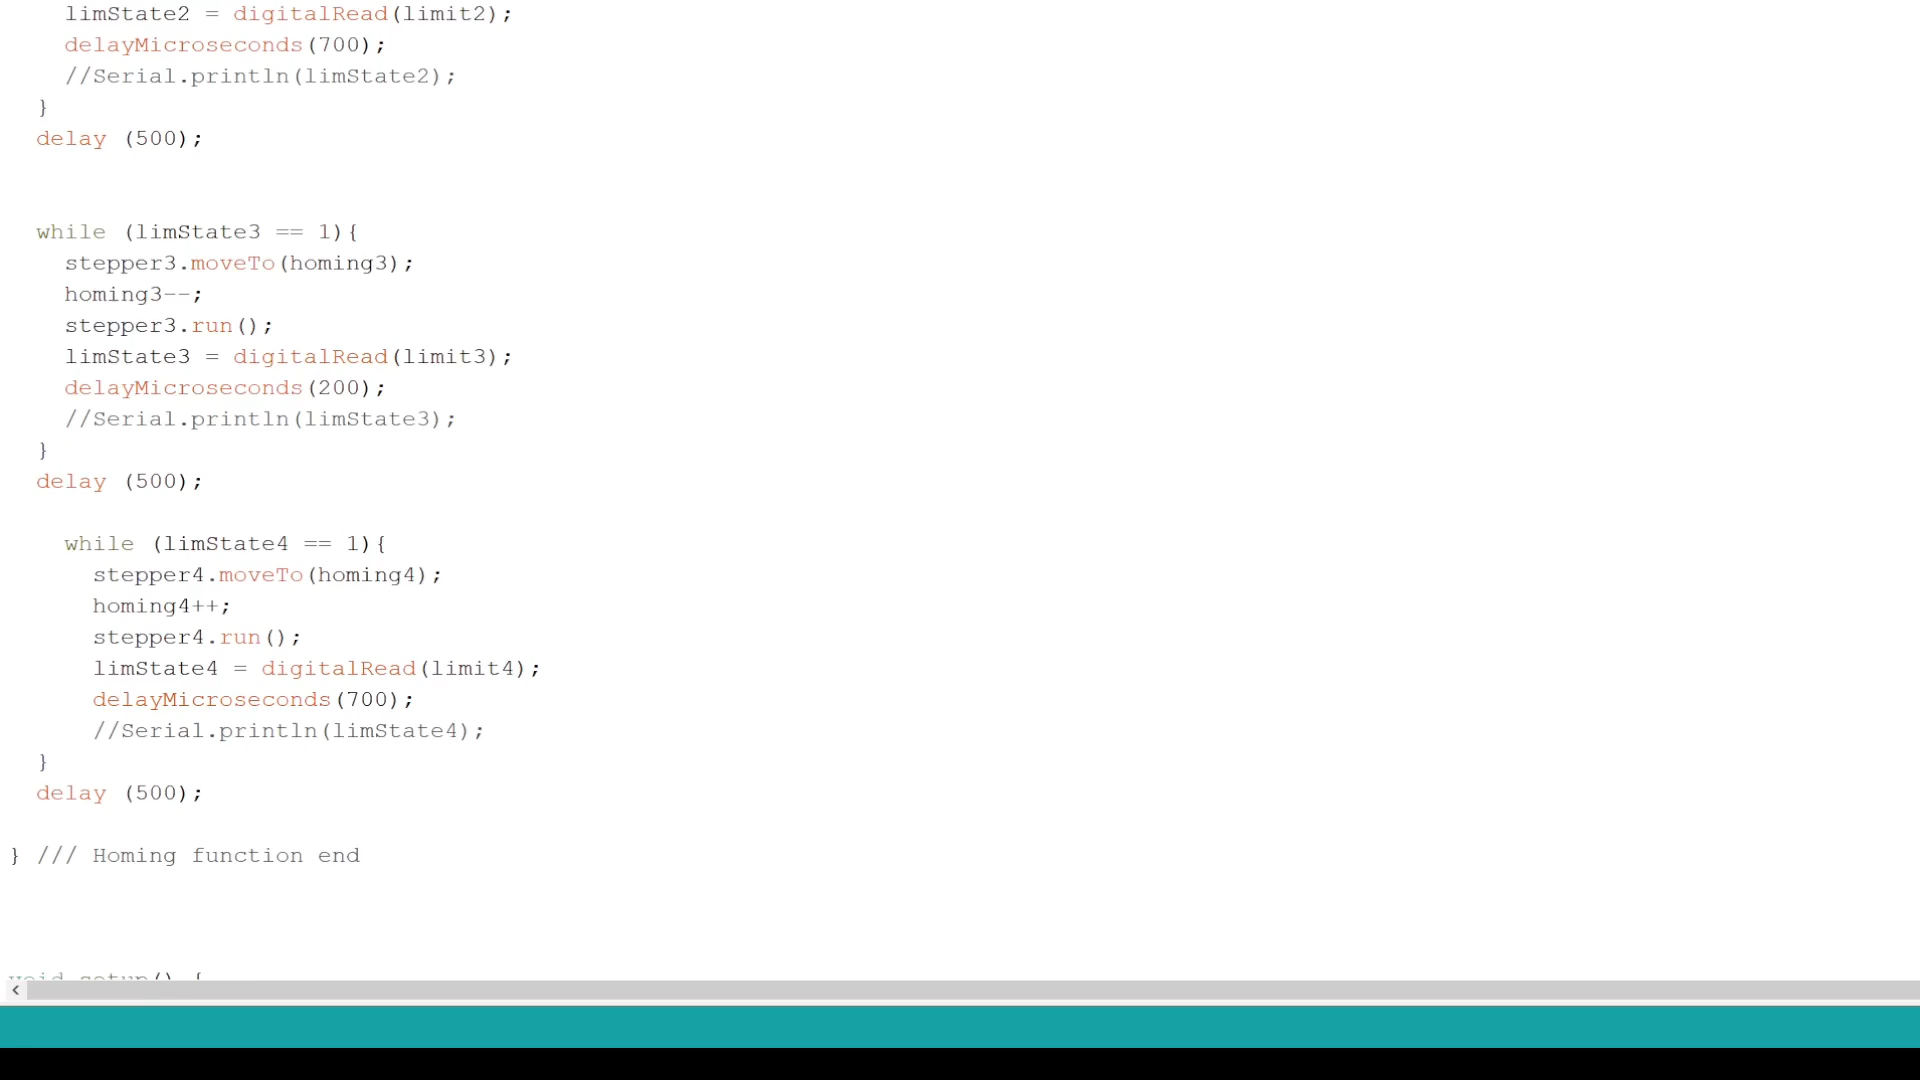 limState2 = digitalRead(limit2);
delayMicroseconds(700);
//Serial.println(limState2);
}
delay (500);
while (limState3 == 1){
stepper3.moveTo(homing3);
homing3--;
stepper3.run();
limState3 = digitalRead(limit3);
delayMicroseconds(200);
//Serial.println(limState3);
}
delay (500);
while (limState4 == 1){
stepper4.moveTo(homing4);
homing4++;
stepper4.run();
limState4 = digitalRead(limit4);
delayMicroseconds(700);
//Serial.println(limState4);
}
delay (500);
} /// Homing function end
void setup() {